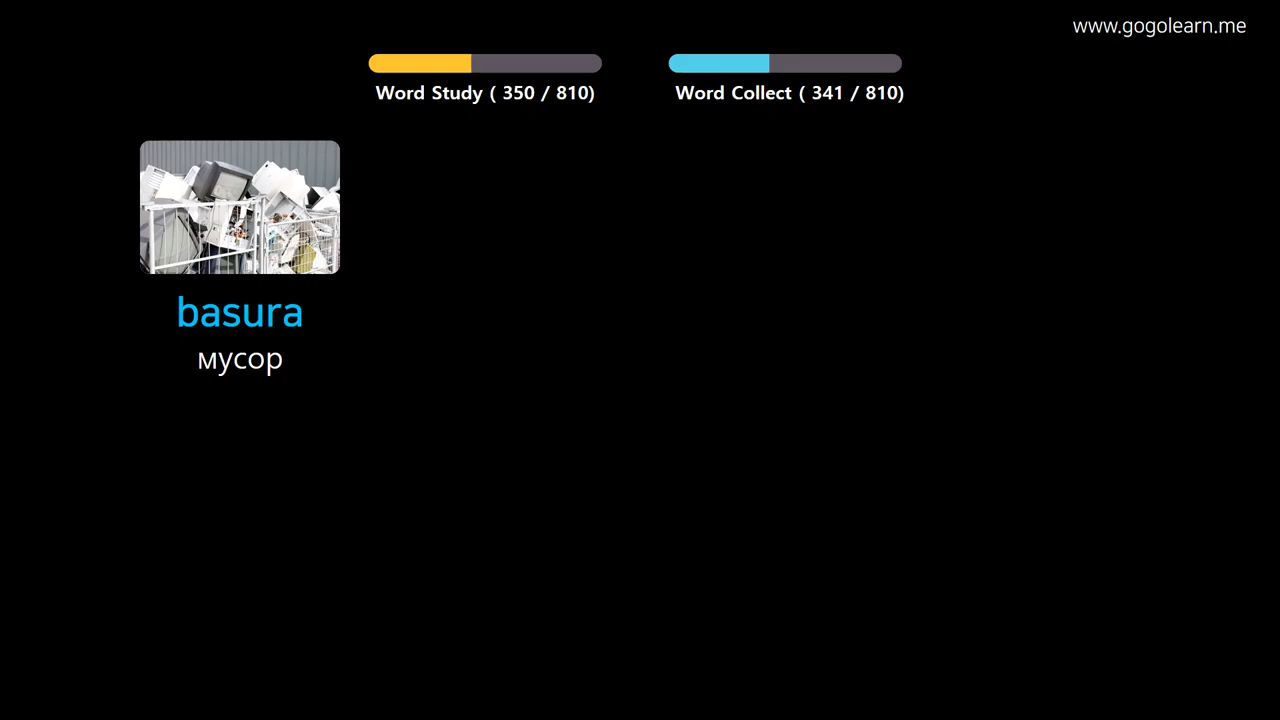 www.gogolearn.me
Word Study ( 350 / 810)
Word Collect ( 341 / 810)
basura
мусор